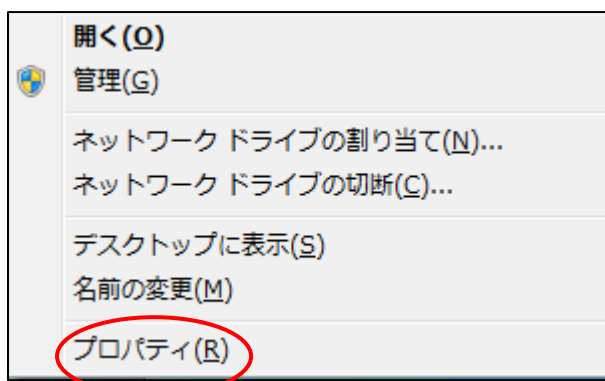 開く(O)
管理(G)
ネットワーク ドライブの割り当て(N)...
ネットワーク ドライブの切断(C)...
デスクトップに表示(S)
名前の変更(M)
プロパティ(R)